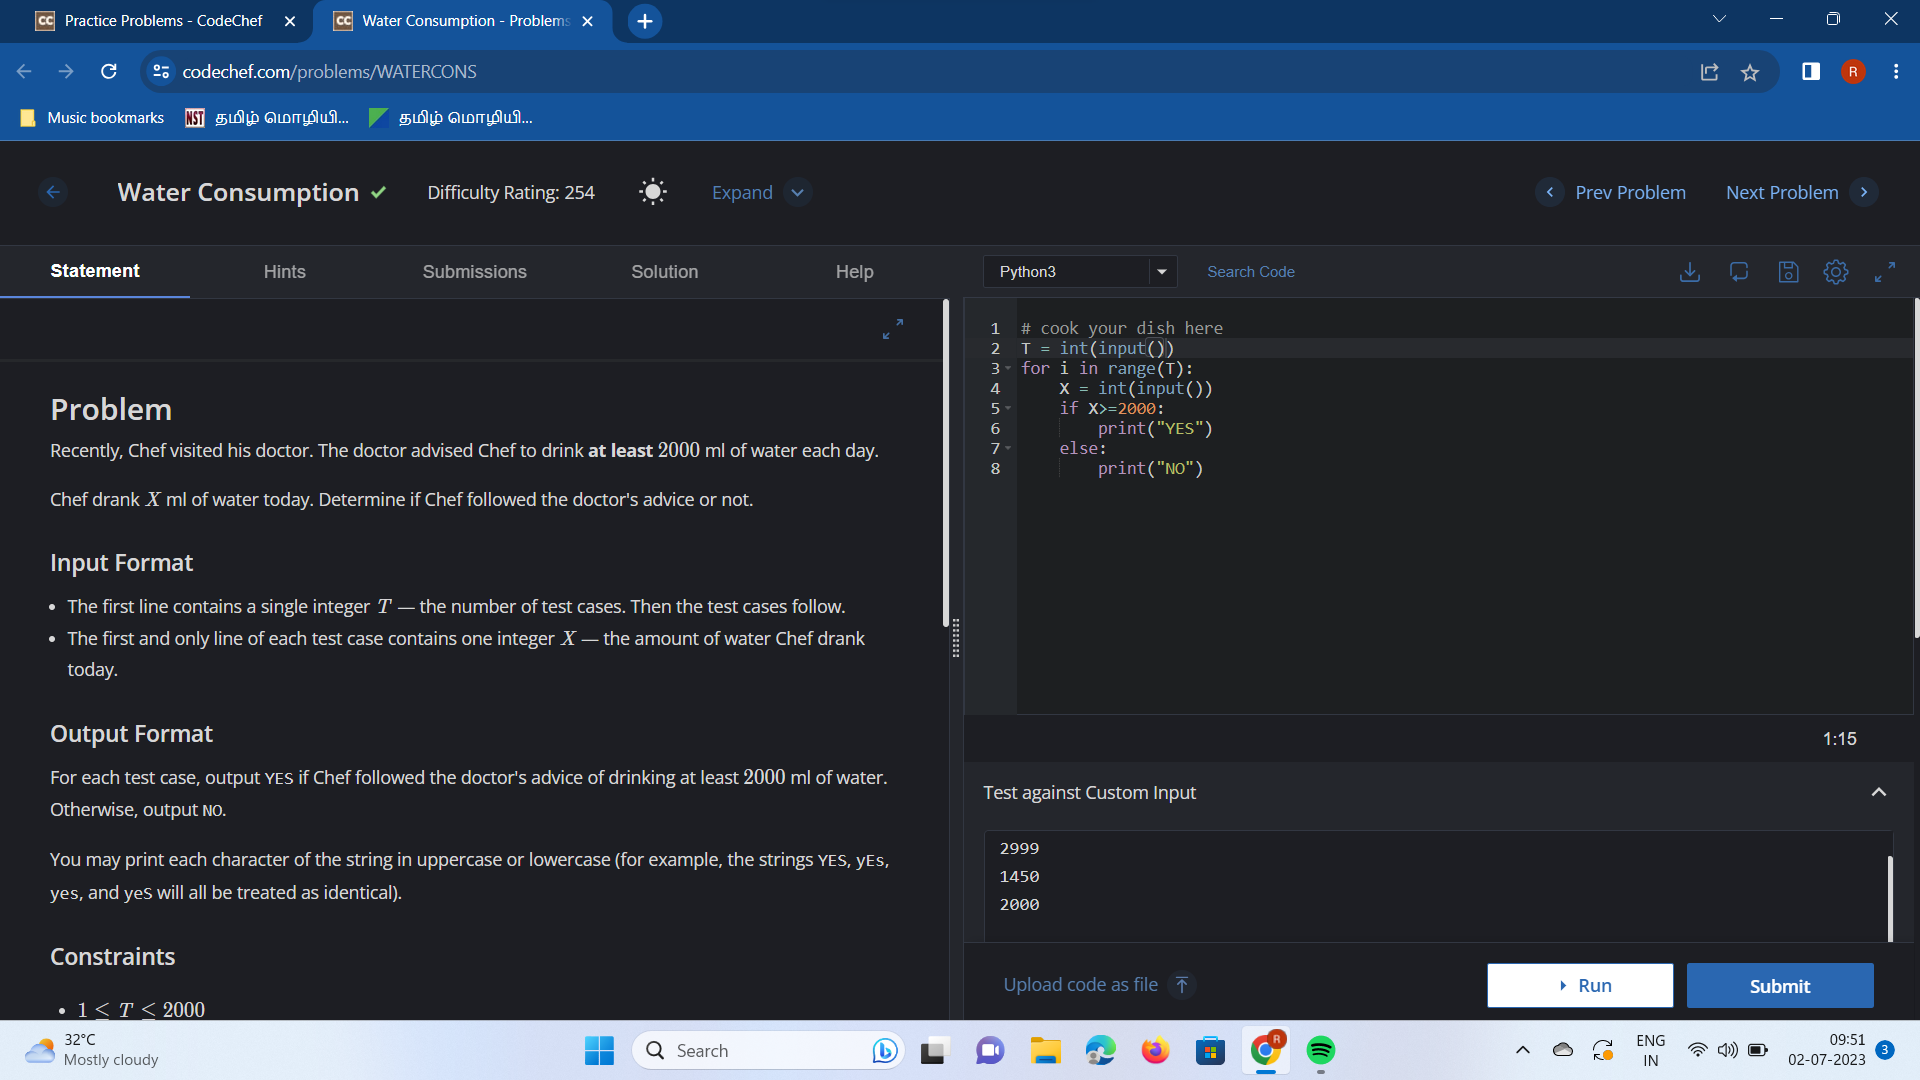 Practice Problems - CodeChef
Water Consumption - Problems
codechef.com/problems/WATERCONS
R
Music bookmarks
NST
தமிழ் மொழியி...
தமிழ் மொழியி...
Water Consumption
Difficulty Rating: 254
Expand
Prev Problem
Next Problem
Statement
Hints
Submissions
Solution
Help
Problem
Recently, Chef visited his doctor. The doctor advised Chef to drink at least 2000 ml of water each day.
Chef drank X ml of water today. Determine if Chef followed the doctor's advice or not.
Input Format
• The first line contains a single integer T — the number of test cases. Then the test cases follow.
• The first and only line of each test case contains one integer X — the amount of water Chef drank
today.
Output Format
For each test case, output YES if Chef followed the doctor's advice of drinking at least 2000 ml of water.
Otherwise, output NO.
You may print each character of the string in uppercase or lowercase (for example, the strings YES, yEs,
yes, and yeS will all be treated as identical).
Constraints
• 1 ≤ T ≤ 2000
Python3
Search Code
1 # cook your dish here
2 T = int(input())
3 for i in range(T):
4     X = int(input())
5     if X>=2000:
6         print("YES")
7     else:
8         print("NO")
1:15
Test against Custom Input
2999
1450
2000
Upload code as file
Run
Submit
32°C
Mostly cloudy
Search
R
ENG
IN
09:51
02-07-2023
3